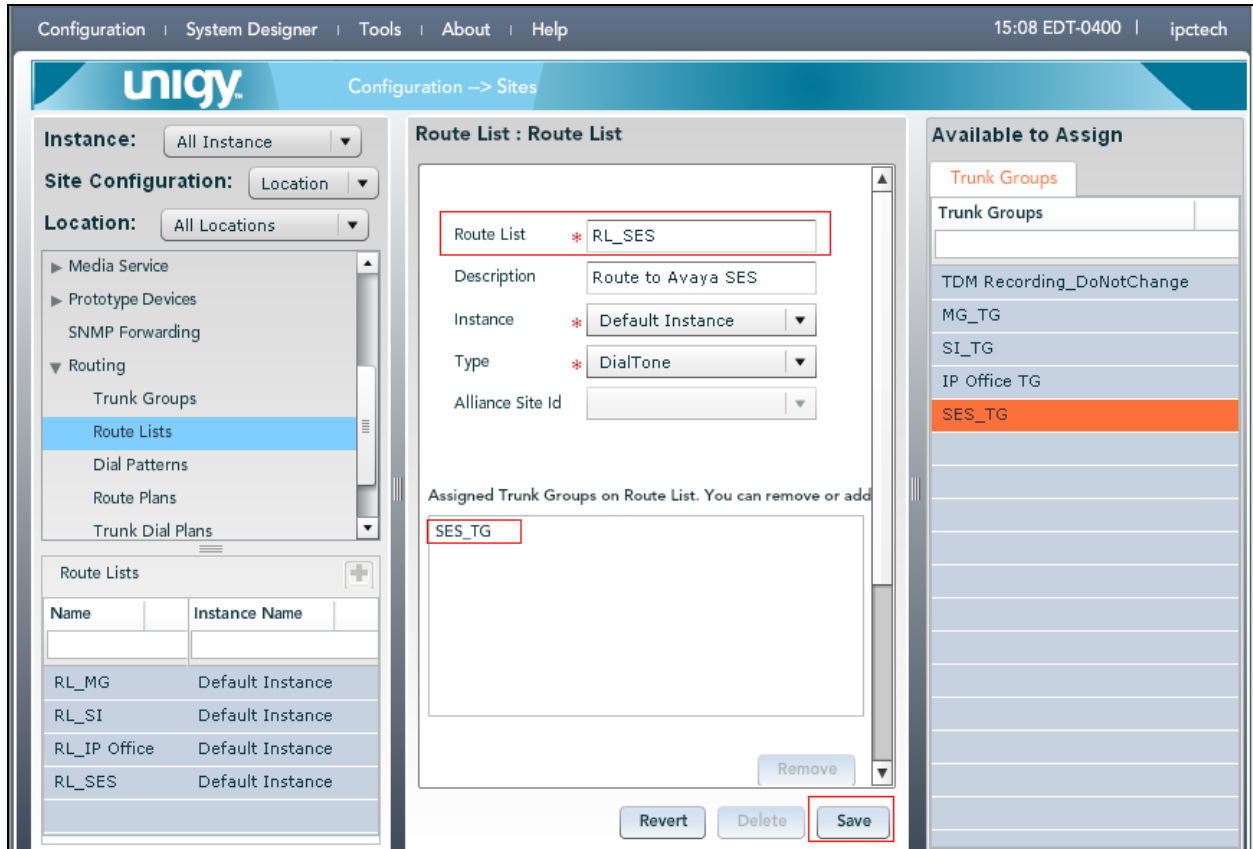 Configuration | System Designer | Tools | About | Help 15:08 EDT-0400 | ipctech
unigy™ Configuration --> Sites
Instance: All Instance
Site Configuration: Location
Location: All Locations
Media Service
Prototype Devices
SNMP Forwarding
Routing
Trunk Groups
Route Lists
Dial Patterns
Route Plans
Trunk Dial Plans
Route Lists
Name Instance Name
RL_MG Default Instance
RL_SI Default Instance
RL_IP Office Default Instance
RL_SES Default Instance
Route List : Route List
Route List * RL_SES
Description Route to Avaya SES
Instance * Default Instance
Type * DialTone
Alliance Site Id
Assigned Trunk Groups on Route List. You can remove or add
SES_TG
Remove
Revert Delete Save
Available to Assign
Trunk Groups
Trunk Groups
TDM Recording_DoNotChange
MG_TG
SI_TG
IP Office TG
SES_TG